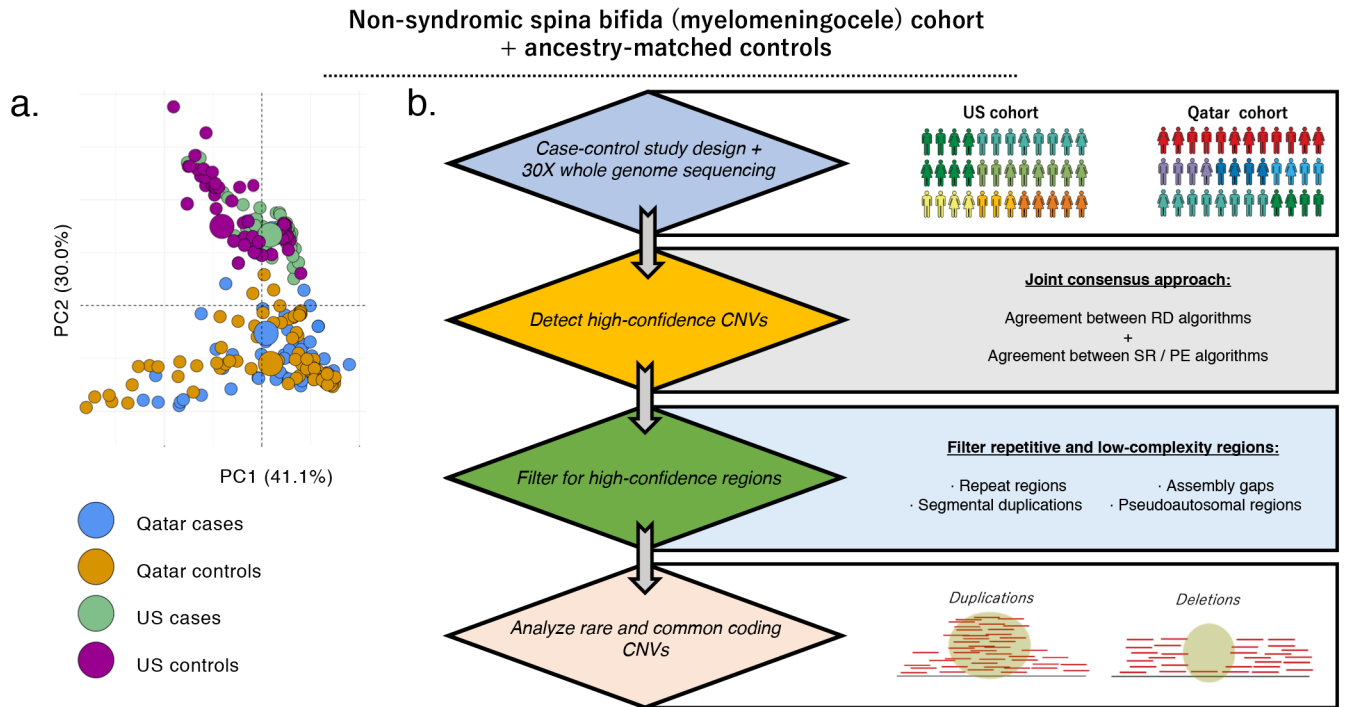 Non-syndromic spina bifida (myelomeningocele) cohort
+ ancestry-matched controls
a.
PC2 (30.0%)
PC1 (41.1%)
Qatar cases
Qatar controls
US cases
US controls
b.
Case-control study design +
30X whole genome sequencing
US cohort
Qatar cohort
Detect high-confidence CNVs
Joint consensus approach:
Agreement between RD algorithms
+
Agreement between SR / PE algorithms
Filter for high-confidence regions
Filter repetitive and low-complexity regions:
· Repeat regions
· Segmental duplications
· Assembly gaps
· Pseudoautosomal regions
Analyze rare and common coding
CNVs
Duplications
Deletions